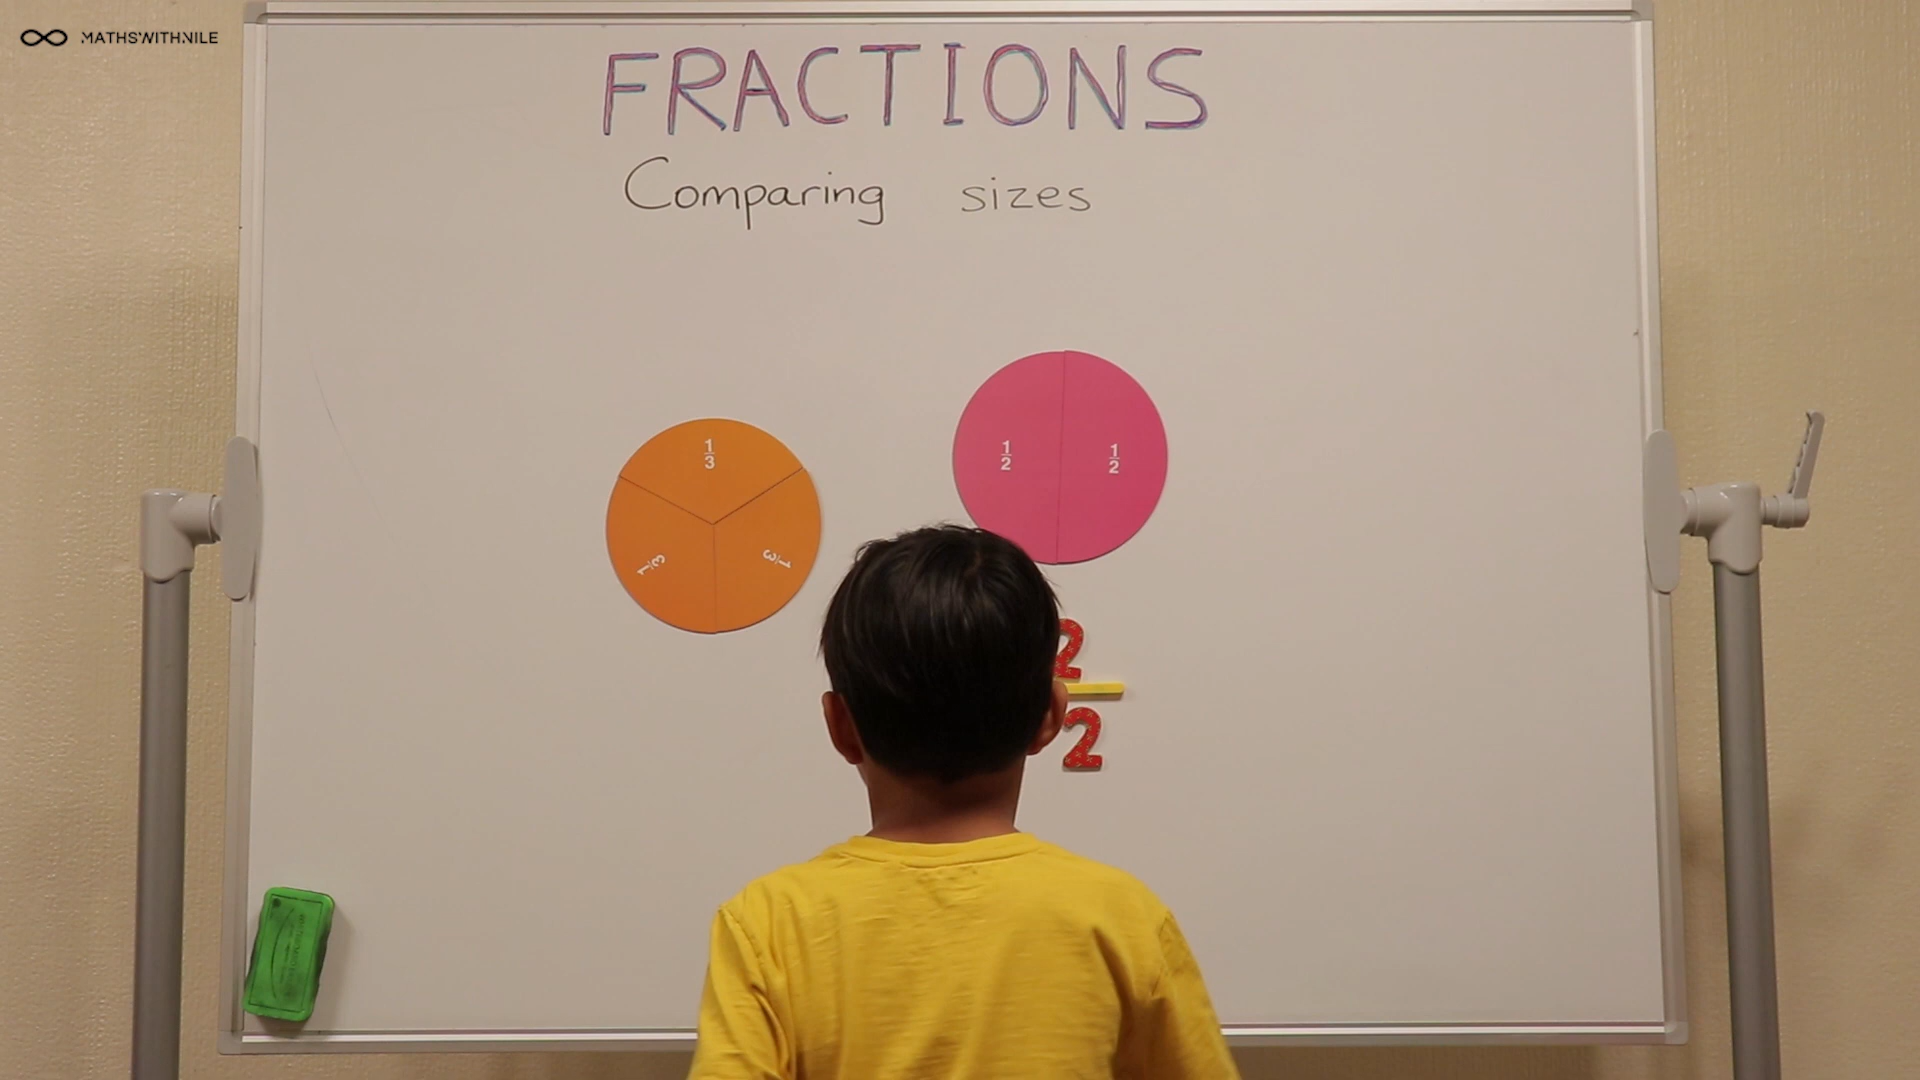 MATHSWITHNILE
FRACTIONS
Comparing sizes
1/3
1/3
1/3
1/2
1/2
2
2